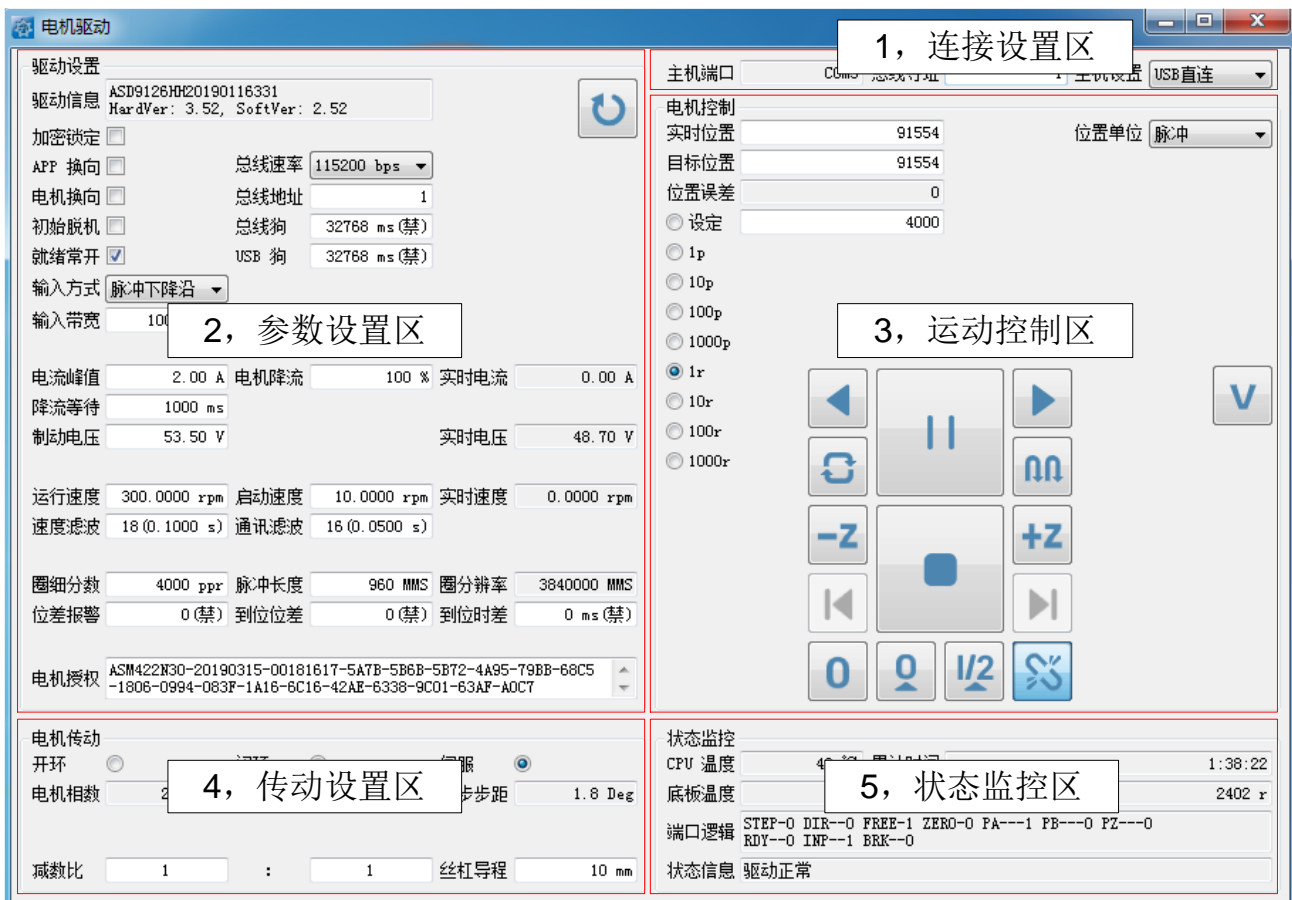 电机驱动
1，连接设置区
驱动设置
驱动信息 ASD9126HH20190116331
HardVer: 3.52, SoftVer: 2.52
加密锁定
APP 换向 总线速率 115200 bps
电机换向 总线地址 1
初始脱机 总线狗 32768 ms(禁)
就绪常开 USB 狗 32768 ms(禁)
输入方式 脉冲下降沿
输入带宽
2，参数设置区
电流峰值 2.00 A 电机降流 100 % 实时电流 0.00 A
降流等待 1000 ms
制动电压 53.50 V 实时电压 48.70 V
运行速度 300.0000 rpm 启动速度 10.0000 rpm 实时速度 0.0000 rpm
速度滤波 18(0.1000 s) 通讯滤波 16(0.0500 s)
圈细分数 4000 ppr 脉冲长度 960 MMS 圈分辨率 3840000 MMS
位差报警 0(禁) 到位位差 0(禁) 到位时差 0 ms(禁)
电机授权 ASM422N30-20190315-00181617-5A7B-5B6B-5B72-4A95-79BB-68C5
-1806-0994-083F-1A16-6C16-42AE-6338-9C01-63AF-A0C7
主机端口 USB直连
电机控制
实时位置 91554 位置单位 脉冲
目标位置 91554
位置误差 0
设定 4000
1p
10p
100p
1000p
3，运动控制区
1r
10r
100r
1000r
V
-Z +Z
0 0 1/2
电机传动
开环
电机相数 1.8 Deg
4，传动设置区
减数比 1 : 1 丝杠导程 10 mm
状态监控
CPU 温度 1:38:22
底板温度 2402 r
5，状态监控区
端口逻辑 STEP-0 DIR--0 FREE-1 ZERO-0 PA---1 PB---0 PZ---0
RDY--0 INP--1 BRK--0
状态信息 驱动正常